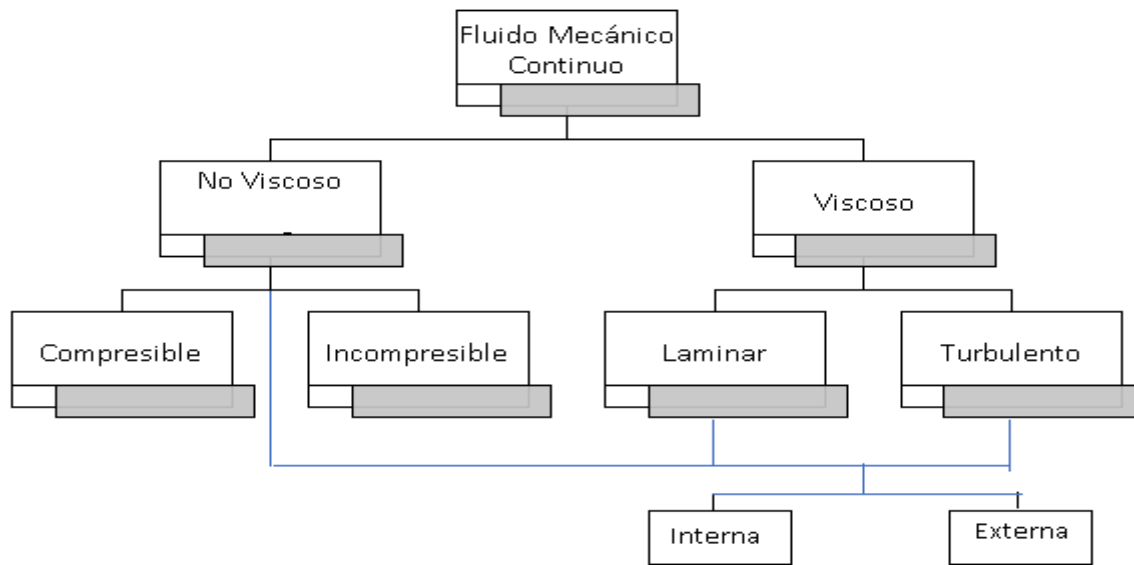 Fluido Mecánico
Continuo
No Viscoso
Viscoso
Compresible
Incompresible
Laminar
Turbulento
Interna
Externa